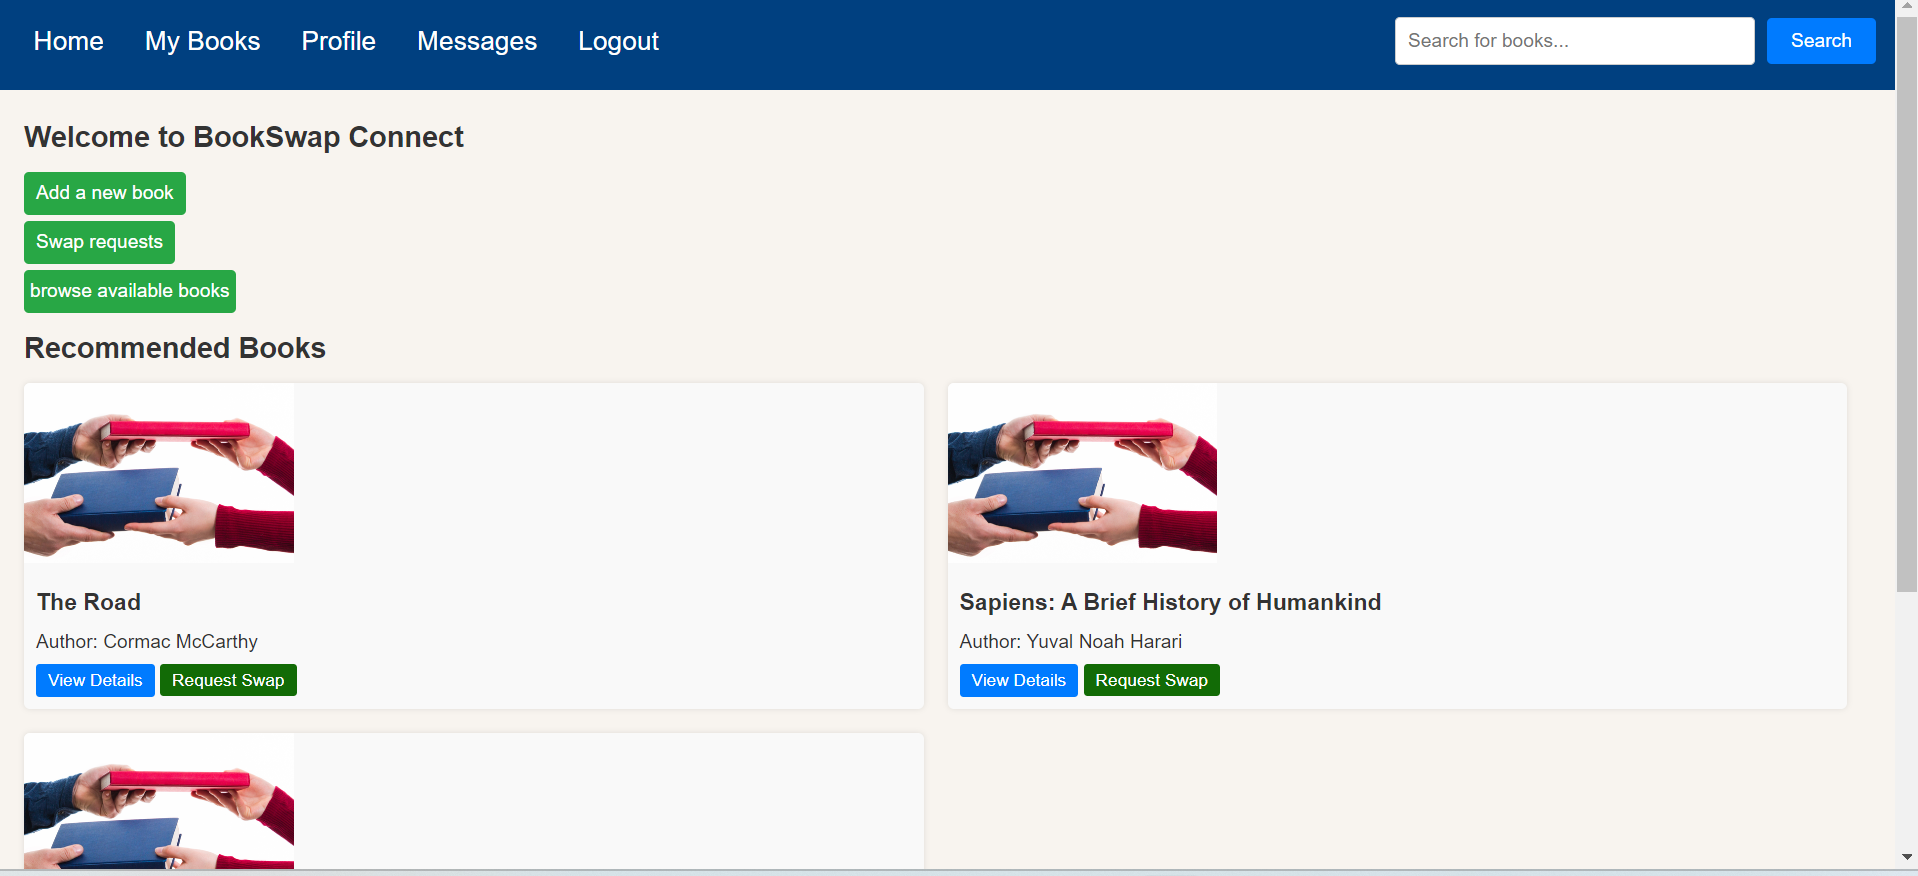 Home My Books Profile Messages Logout Search for books... Search
Welcome to BookSwap Connect
Add a new book
Swap requests
browse available books
Recommended Books
The Road
Author: Cormac McCarthy
View Details Request Swap
Sapiens: A Brief History of Humankind
Author: Yuval Noah Harari
View Details Request Swap